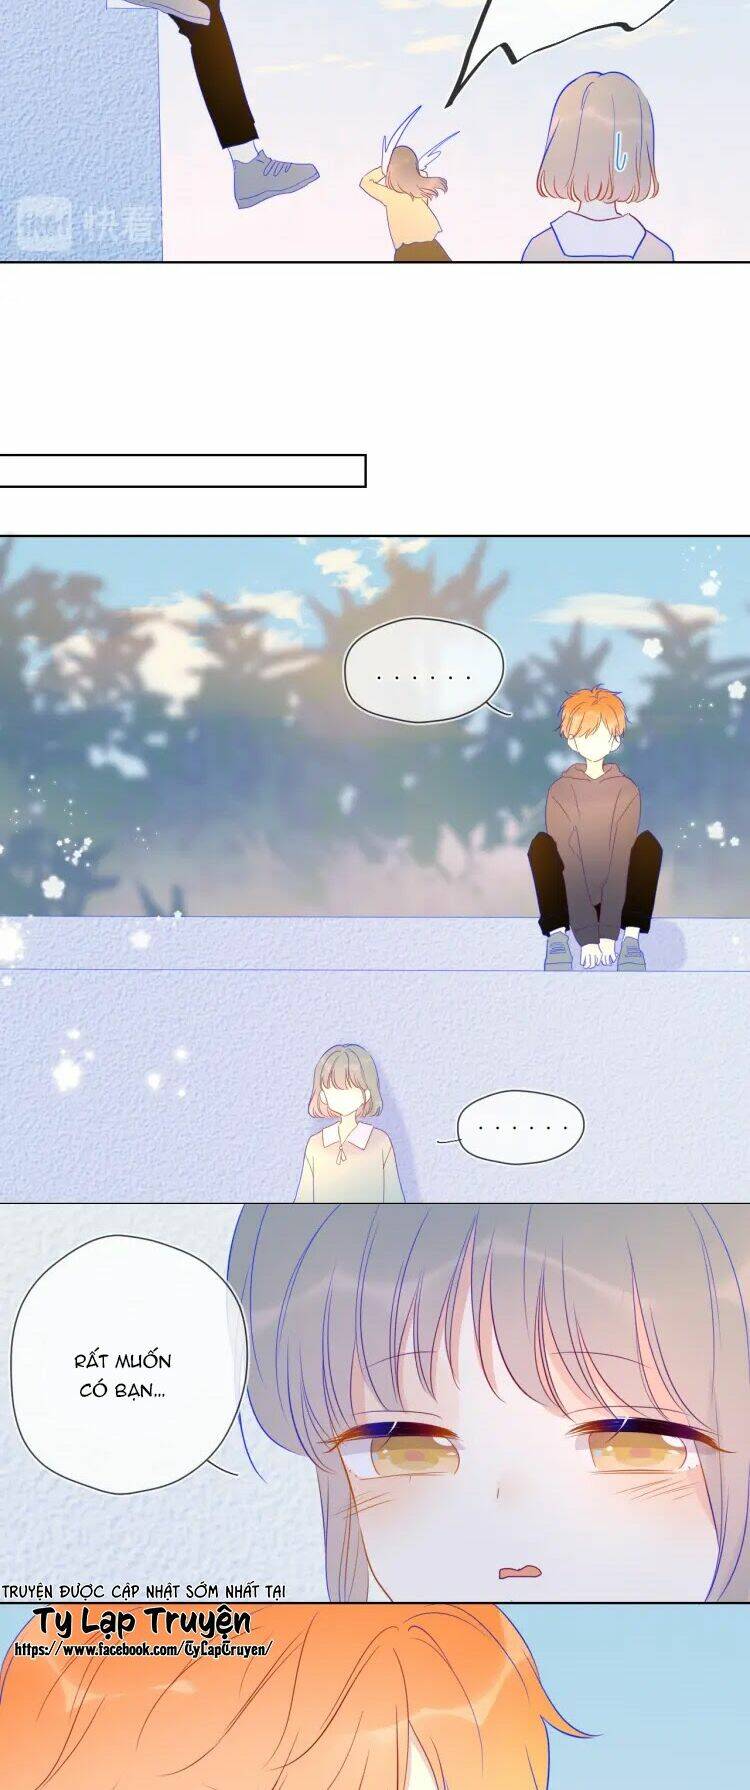 快看
......
......
RẤT MUỐN
CÓ BẠN...
TRUYỆN ĐƯỢC CẬP NHẬT SỚM NHẤT TẠI
Ty Lạp Truyện
https://www.facebook.com/TyLapTruyen/